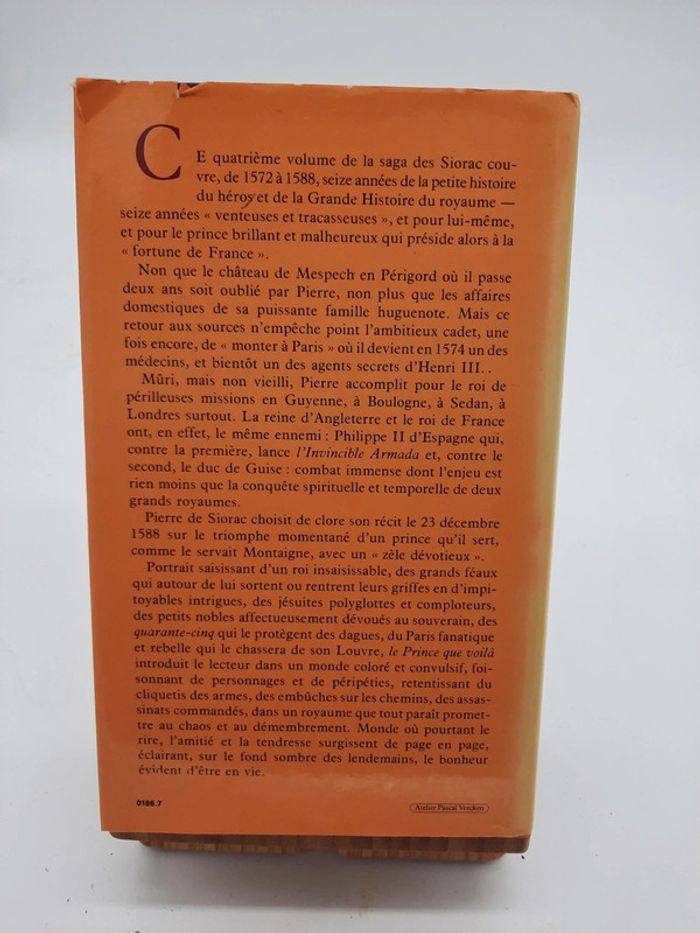 CE quatrième volume de la saga des Siorac cou-
vre, de 1572 à 1588, seize années de la petite histoire
du héros et de la Grande Histoire du royaume —
seize années « venteuses et tracasseuses », et pour lui-même,
et pour le prince brillant et malheureux qui préside alors à la
« fortune de France ».
Non que le château de Mespech en Périgord où il passe
deux ans soit oublié par Pierre, non plus que les affaires
domestiques de sa puissante famille huguenote. Mais ce
retour aux sources n'empêche point l'ambitieux cadet, une
fois encore, de « monter à Paris » où il devient en 1574 un des
médecins, et bientôt un des agents secrets d'Henri III..
Mûri, mais non vieilli, Pierre accomplit pour le roi de
périlleuses missions en Guyenne, à Boulogne, à Sedan, à
Londres surtout. La reine d'Angleterre et le roi de France
ont, en effet, le même ennemi : Philippe II d'Espagne qui,
contre la première, lance l'Invincible Armada et, contre le
second, le duc de Guise : combat immense dont l'enjeu est
rien moins que la conquête spirituelle et temporelle de deux
grands royaumes.
Pierre de Siorac choisit de clore son récit le 23 décembre
1588 sur le triomphe momentané d'un prince qu'il sert,
comme le servait Montaigne, avec un « zèle dévotieux ».
Portrait saisissant d'un roi insaisissable, des grands féaux
qui autour de lui sortent ou rentrent leurs griffes en d'impi-
toyables intrigues, des jésuites polyglottes et comploteurs,
des petits nobles affectueusement dévoués au souverain, des
quarante-cinq qui le protègent des dagues, du Paris fanatique
et rebelle qui le chassera de son Louvre, le Prince que voilà
introduit le lecteur dans un monde coloré et convulsif, foi-
sonnant de personnages et de péripéties, retentissant du
cliquetis des armes, des embûches sur les chemins, des assas-
sinats commandés, dans un royaume que tout paraît promet-
tre au chaos et au démembrement. Monde où pourtant le
rire, l'amitié et la tendresse surgissent de page en page,
éclairant, sur le fond sombre des lendemains, le bonheur
évident d'être en vie.
0186.7
Atelier Pascal Vercken